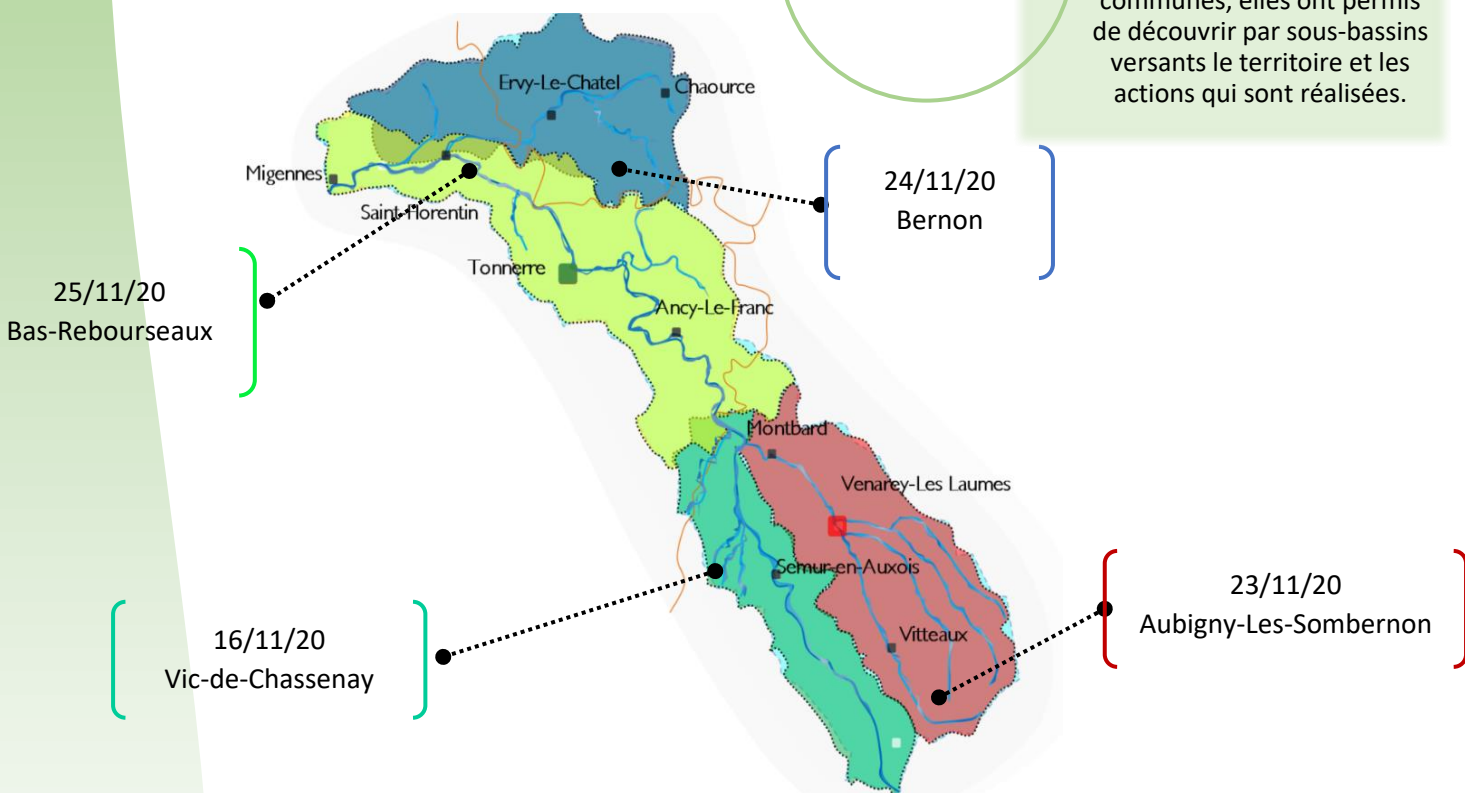 communes, elles ont permis
de découvrir par sous-bassins
versants le territoire et les
actions qui sont réalisées.
Ervy-Le-Chatel
Chaource
Migennes
24/11/20
Bernon
Saint-Florentin
Tonnerre
25/11/20
Bas-Rebourseaux
Ancy-Le-Franc
Montbard
Venarey-Les Laumes
Semur-en-Auxois
23/11/20
Aubigny-Les-Sombernon
16/11/20
Vic-de-Chassenay
Vitteaux